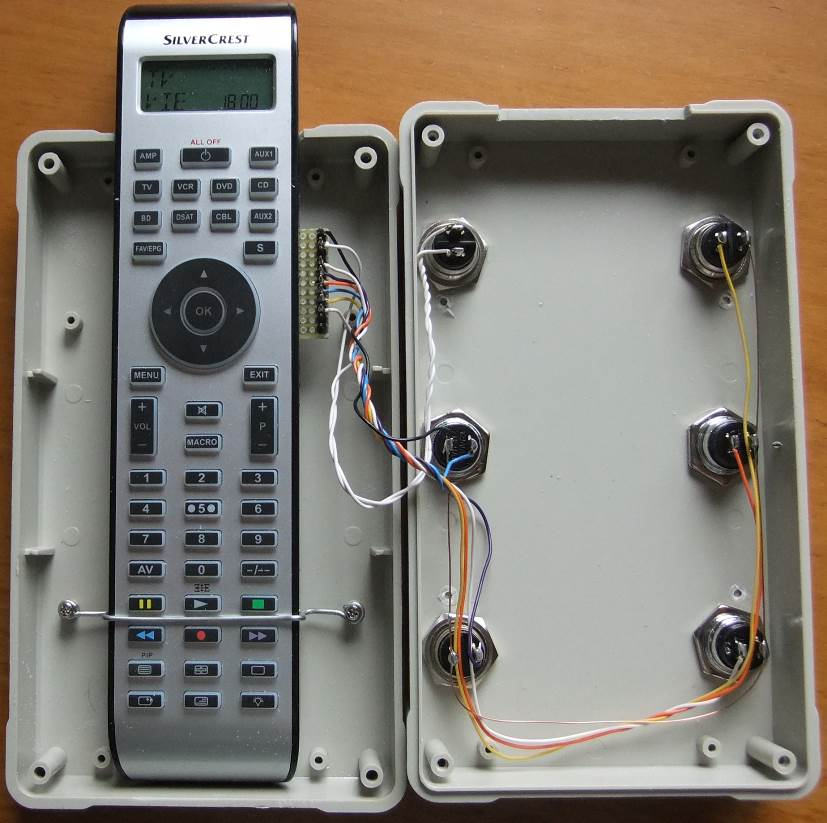 SILVERCREST
TV
VIE 18:00
ALL OFF
AMP AUX1
TV VCR DVD CD
BD DSAT CBL AUX2
FAV/EPG S
OK
MENU EXIT
+ +
VOL P
- -
MACRO
1 2 3
4 5 6
7 8 9
AV 0 -/--
PIP